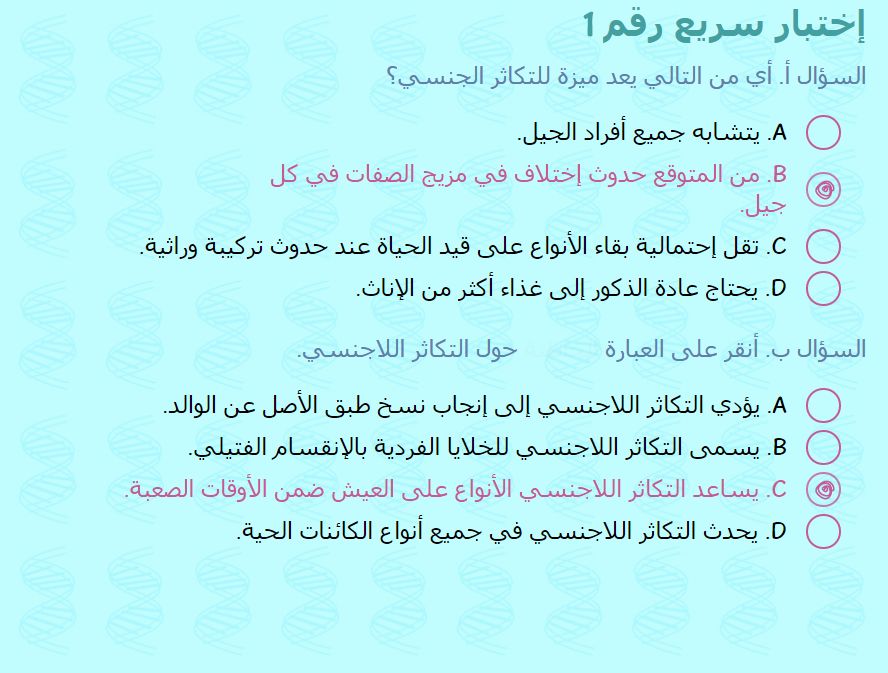 إختبار سريع رقم 1
السؤال أ. أي من التالي يعد ميزة للتكاثر الجنسي؟
A. يتشابه جميع أفراد الجيل.
B. من المتوقع حدوث إختلاف في مزيج الصفات في كل
جيل.
C. تقل إحتمالية بقاء الأنواع على قيد الحياة عند حدوث تركيبة وراثية.
D. يحتاج عادة الذكور إلى غذاء أكثر من الإناث.
السؤال ب. أنقر على العبارة حول التكاثر اللاجنسي.
A. يؤدي التكاثر اللاجنسي إلى إنجاب نسخ طبق الأصل عن الوالد.
B. يسمى التكاثر اللاجنسي للخلايا الفردية بالإنقسام الفتيلي.
C. يساعد التكاثر اللاجنسي الأنواع على العيش ضمن الأوقات الصعبة.
D. يحدث التكاثر اللاجنسي في جميع أنواع الكائنات الحية.